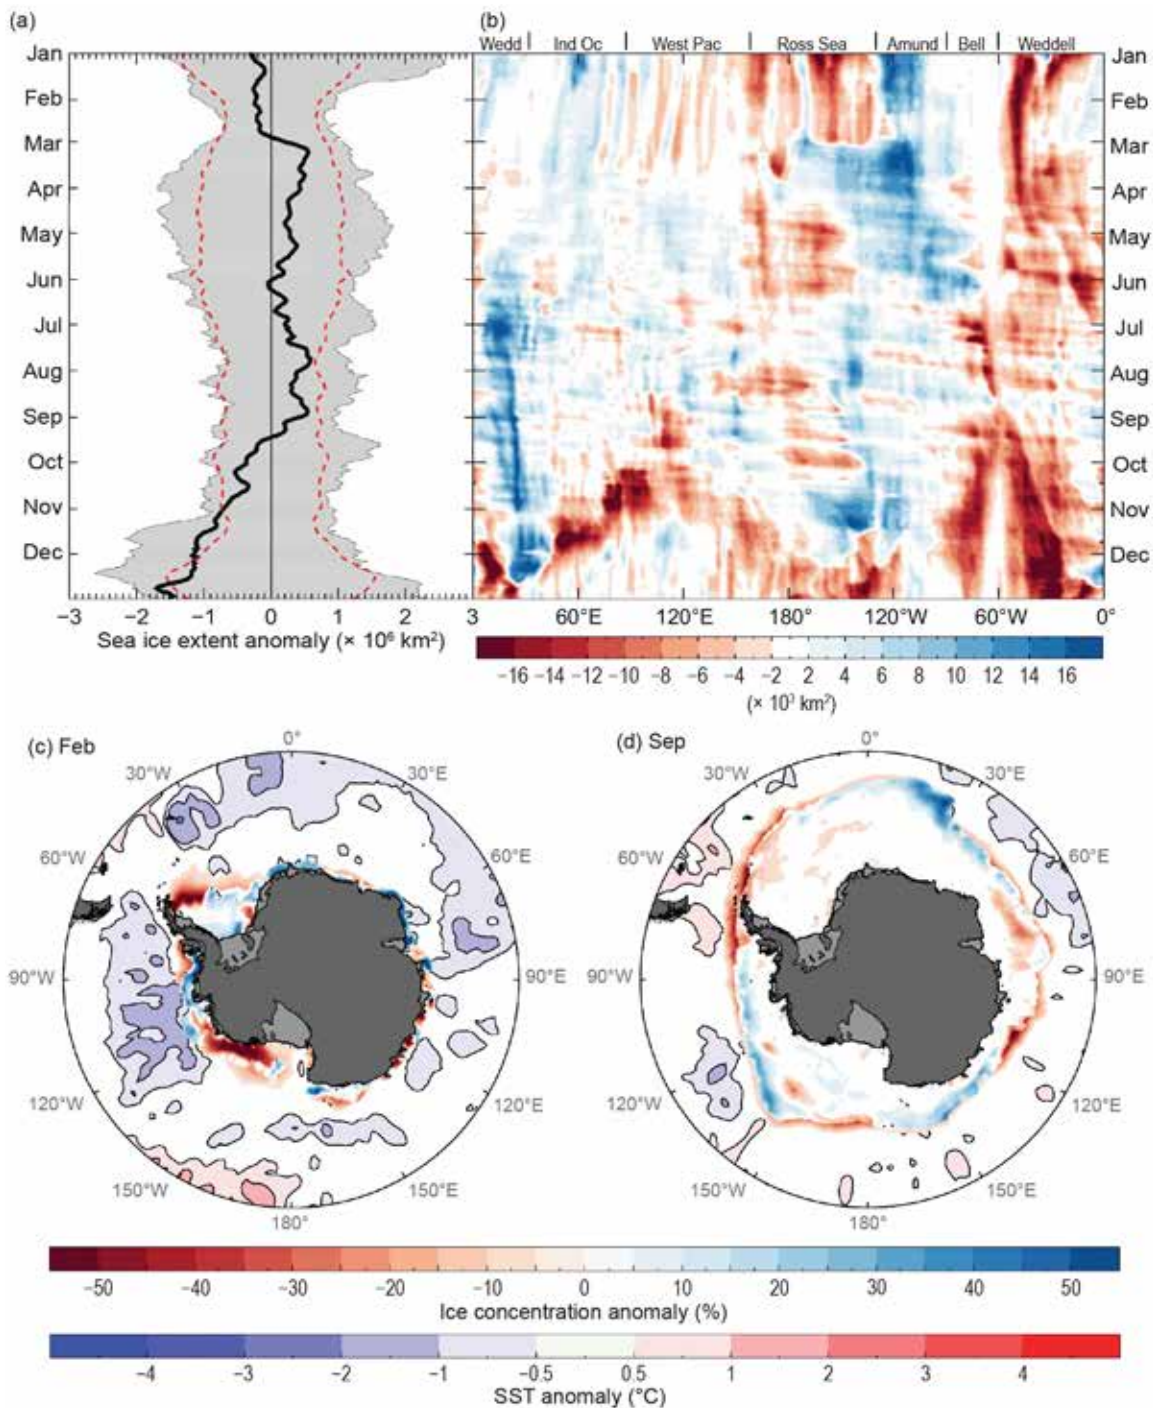 (a)
(b)
Wedd | Ind Oc | West Pac | Ross Sea | Amund | Bell | Weddell
Jan
Feb
Mar
Apr
May
Jun
Jul
Aug
Sep
Oct
Nov
Dec
Jan
Feb
Mar
Apr
May
Jun
Jul
Aug
Sep
Oct
Nov
Dec
−3 −2 −1 0 1 2 3 60°E 120°E 180° 120°W 60°W 0°
Sea ice extent anomaly (× 10⁶ km²)
−16 −14 −12 −10 −8 −6 −4 −2 2 4 6 8 10 12 14 16
(× 10³ km²)
(c) Feb
0°
30°W 30°E
60°W 60°E
90°W 90°E
120°W 120°E
150°W 150°E
180°
(d) Sep
0°
30°W 30°E
60°W 60°E
90°W 90°E
120°W 120°E
150°W 150°E
180°
−50 −40 −30 −20 −10 0 10 20 30 40 50
Ice concentration anomaly (%)
−4 −3 −2 −1 −0.5 0.5 1 2 3 4
SST anomaly (°C)